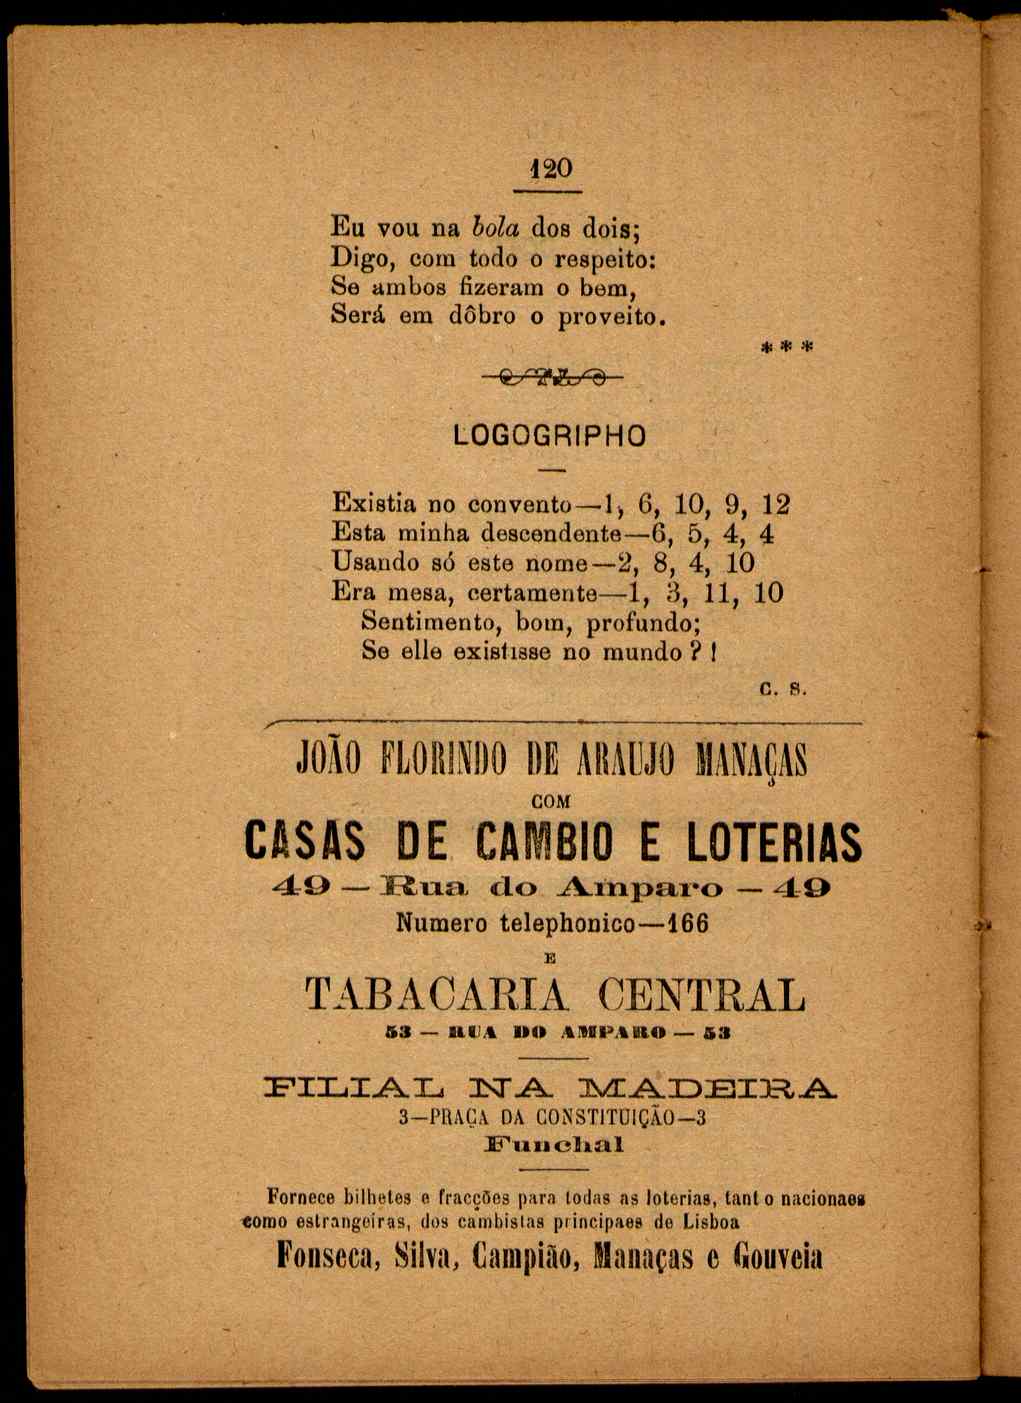 120
Eu vou na bola dos dois;
Digo, com todo o respeito:
Se ambos fizeram o bem,
Será em dôbro o proveito.
* * *
LOGOGRIPHO
Existia no convento—1, 6, 10, 9, 12
Esta minha descendente—6, 5, 4, 4
Usando só este nome—2, 8, 4, 10
Era mesa, certamente—1, 3, 11, 10
Sentimento, bom, profundo;
Se elle existisse no mundo ? !
C. S.
JOÃO FLORINDO DE ARAUJO MANAÇAS
COM
CASAS DE CAMBIO E LOTERIAS
49 — Rua do Amparo — 49
Numero telephonico—166
E
TABACARIA CENTRAL
53 — RUA DO AMPARO — 53
FILIAL NA MADEIRA
3—PRAÇA DA CONSTITUIÇÃO—3
Funchal
Fornece bilhetes e fracções para todas as loterias, tanto nacionaes
como estrangeiras, dos cambistas principaes de Lisboa
Fonseca, Silva, Campião, Manaças e Gouveia